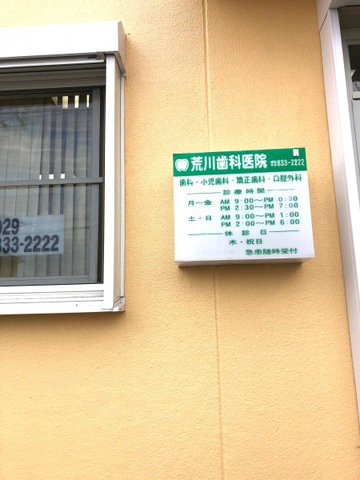 荒川歯科医院 ☎833-2222
歯科・小児歯科・矯正歯科・口腔外科
診療時間
月〜金 AM 9:00〜PM 0:30
PM 2:30〜PM 7:00
土・日 AM 9:00〜PM 1:00
PM 2:00〜PM 6:00
休診日
木・祝日
急患随時受付
029
833-2222